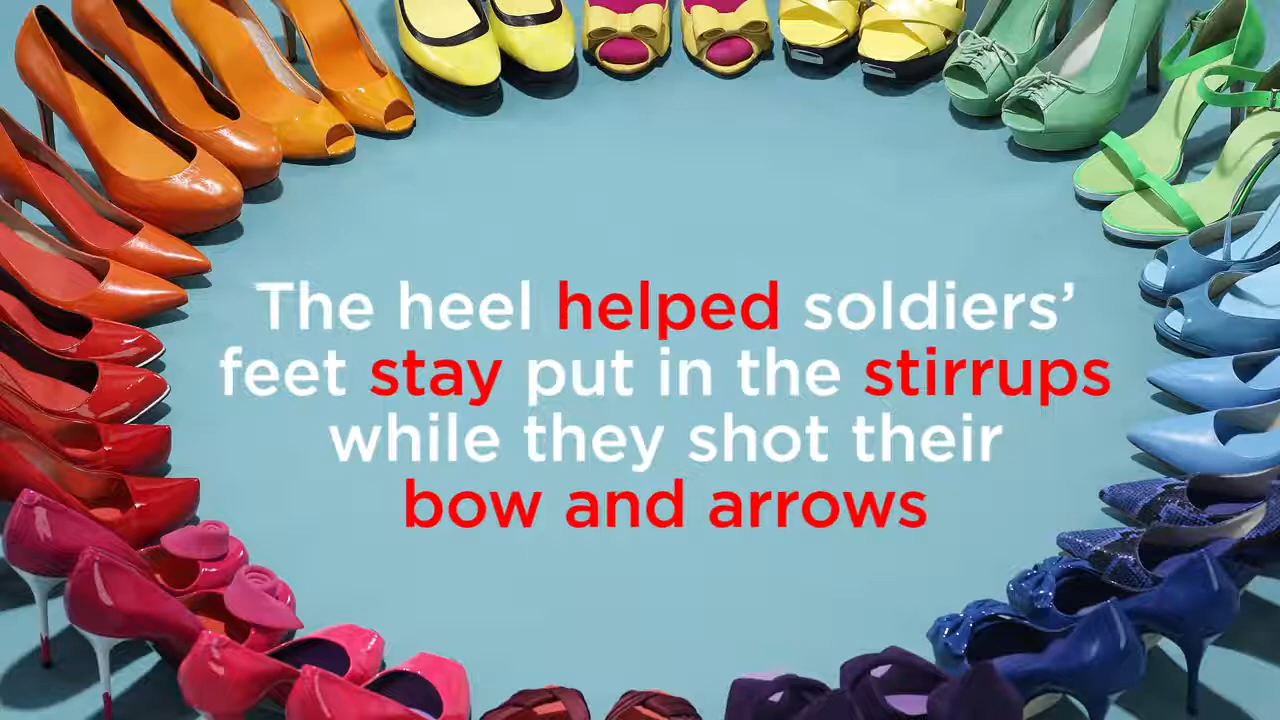 The heel helped soldiers’
feet stay put in the stirrups
while they shot their
bow and arrows